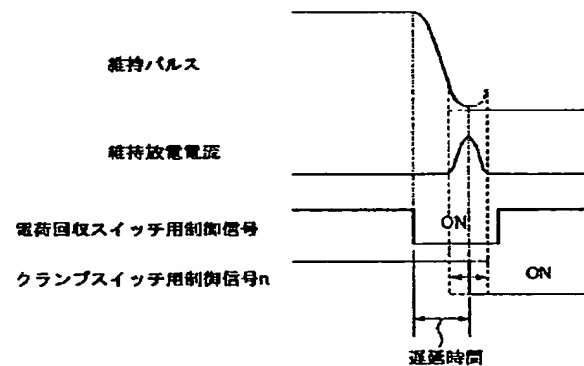 維持パルス
維持放電電流
電荷回収スイッチ用制御信号
ON
クランプスイッチ用制御信号n
ON
遅延時間